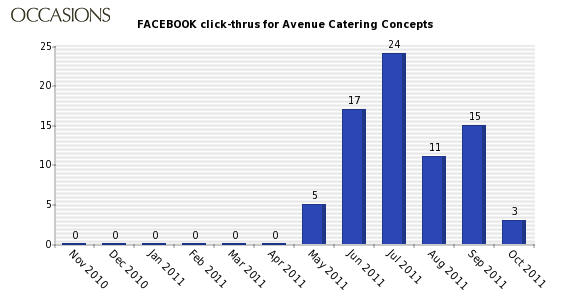 OCCASIONS
FACEBOOK click-thrus for Avenue Catering Concepts
25
20
15
10
5
0
0
0
0
0
0
0
5
17
24
11
15
3
Nov 2010
Dec 2010
Jan 2011
Feb 2011
Mar 2011
Apr 2011
May 2011
Jun 2011
Jul 2011
Aug 2011
Sep 2011
Oct 2011